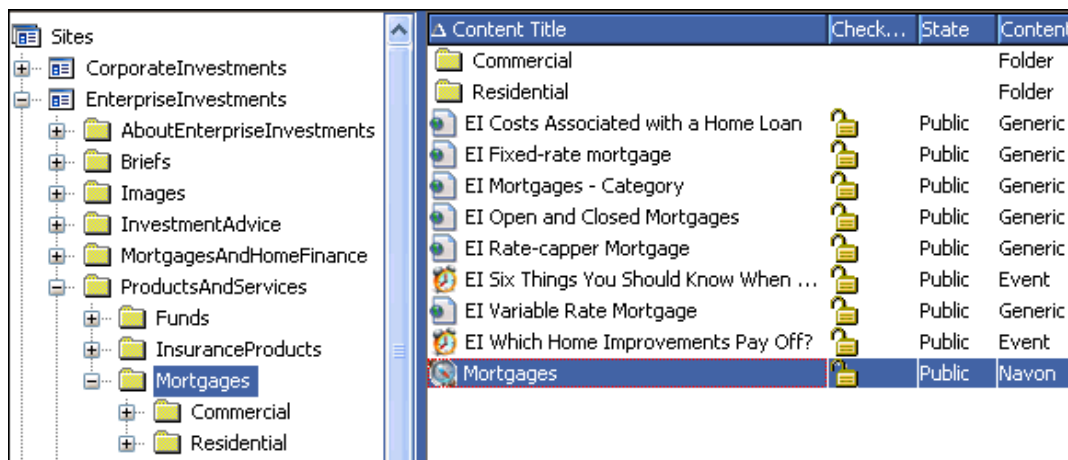 Sites
CorporateInvestments
EnterpriseInvestments
AboutEnterpriseInvestments
Briefs
Images
InvestmentAdvice
MortgagesAndHomeFinance
ProductsAndServices
Funds
InsuranceProducts
Mortgages
Commercial
Residential
Content Title Check... State Content
Commercial Folder
Residential Folder
EI Costs Associated with a Home Loan Public Generic
EI Fixed-rate mortgage Public Generic
EI Mortgages - Category Public Generic
EI Open and Closed Mortgages Public Generic
EI Rate-capper Mortgage Public Generic
EI Six Things You Should Know When ... Public Event
EI Variable Rate Mortgage Public Generic
EI Which Home Improvements Pay Off? Public Event
Mortgages Public Navon